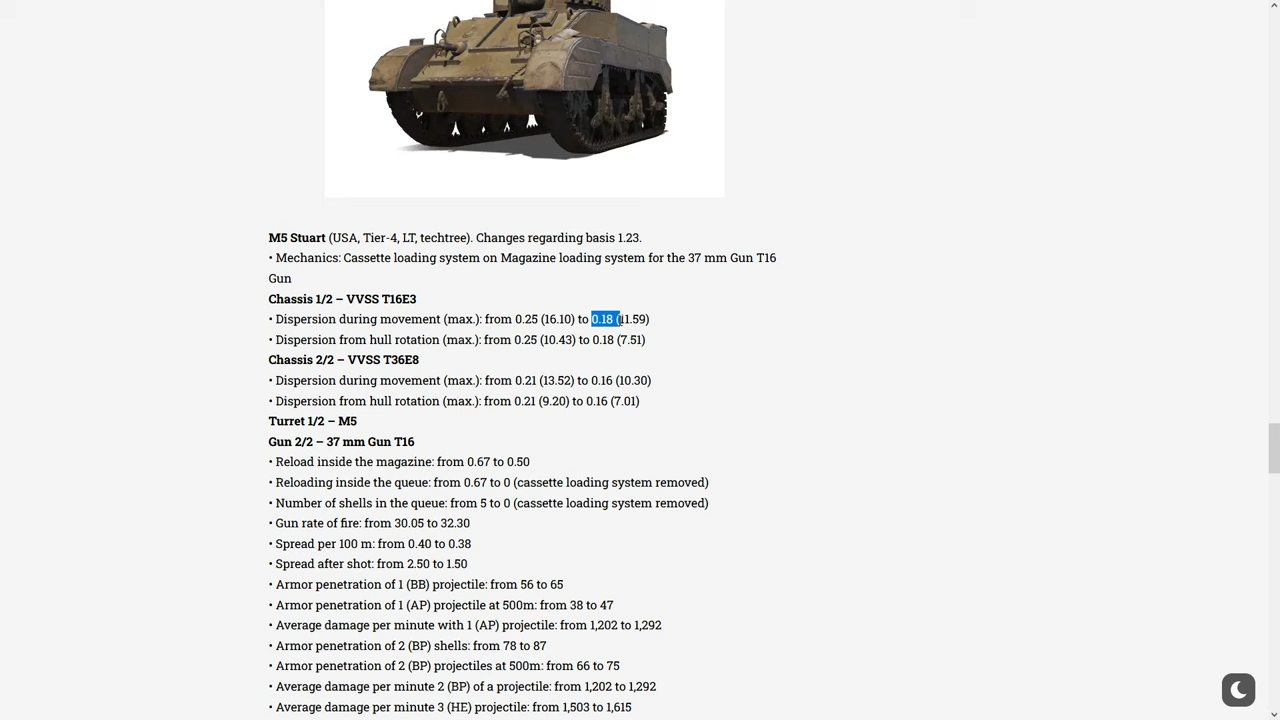 M5 Stuart (USA, Tier-4, LT, techtree). Changes regarding basis 1.23.
• Mechanics: Cassette loading system on Magazine loading system for the 37 mm Gun T16
Gun
Chassis 1/2 – VVSS T16E3
• Dispersion during movement (max.): from 0.25 (16.10) to 0.18 (11.59)
• Dispersion from hull rotation (max.): from 0.25 (10.43) to 0.18 (7.51)
Chassis 2/2 – VVSS T36E8
• Dispersion during movement (max.): from 0.21 (13.52) to 0.16 (10.30)
• Dispersion from hull rotation (max.): from 0.21 (9.20) to 0.16 (7.01)
Turret 1/2 – M5
Gun 2/2 – 37 mm Gun T16
• Reload inside the magazine: from 0.67 to 0.50
• Reloading inside the queue: from 0.67 to 0 (cassette loading system removed)
• Number of shells in the queue: from 5 to 0 (cassette loading system removed)
• Gun rate of fire: from 30.05 to 32.30
• Spread per 100 m: from 0.40 to 0.38
• Spread after shot: from 2.50 to 1.50
• Armor penetration of 1 (BB) projectile: from 56 to 65
• Armor penetration of 1 (AP) projectile at 500m: from 38 to 47
• Average damage per minute with 1 (AP) projectile: from 1,202 to 1,292
• Armor penetration of 2 (BP) shells: from 78 to 87
• Armor penetration of 2 (BP) projectiles at 500m: from 66 to 75
• Average damage per minute 2 (BP) of a projectile: from 1,202 to 1,292
• Average damage per minute 3 (HE) projectile: from 1,503 to 1,615